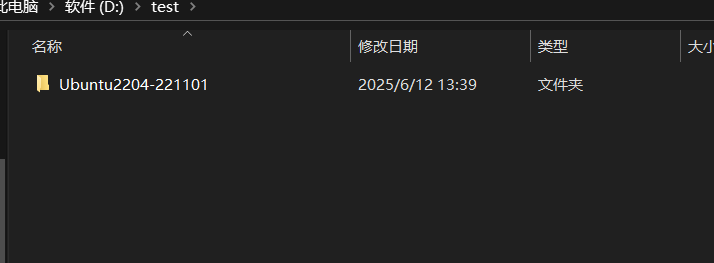 此电脑 > 软件 (D:) > test >
名称 修改日期 类型 大小
Ubuntu2204-221101 2025/6/12 13:39 文件夹